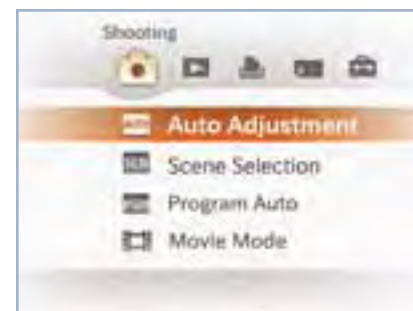 Shooting
Auto Adjustment
Scene Selection
Program Auto
Movie Mode